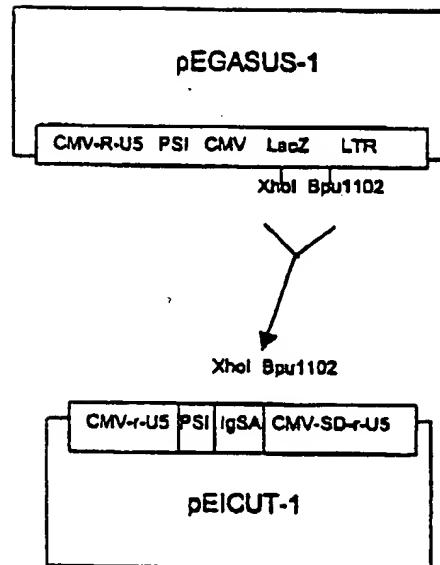 pEGASUS-1
CMV-R-U5 PSI CMV LacZ LTR
XhoI Bpu1102
XhoI Bpu1102
CMV-r-U5 PSI IgSA CMV-SD-r-U5
pEICUT-1